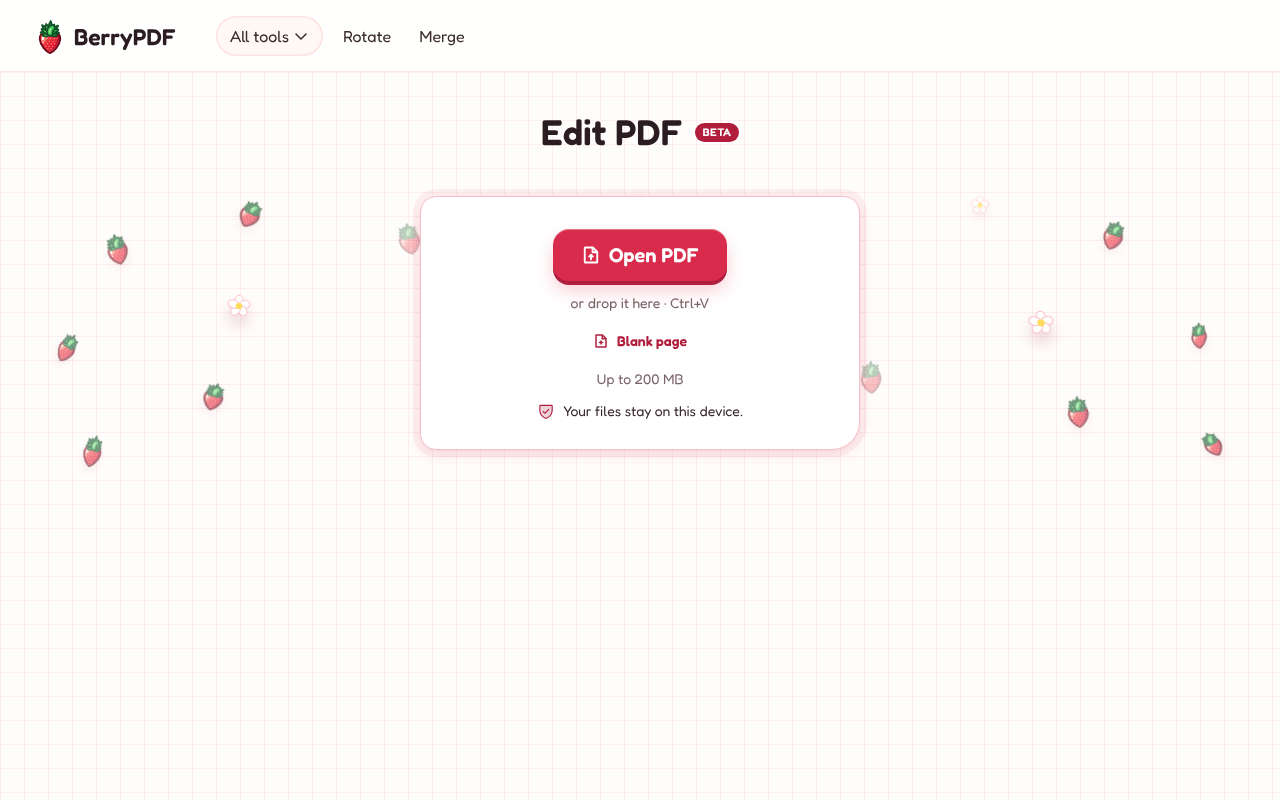 BerryPDF
All tools
Rotate
Merge
Edit PDF
BETA
Open PDF
or drop it here · Ctrl+V
Blank page
Up to 200 MB
Your files stay on this device.